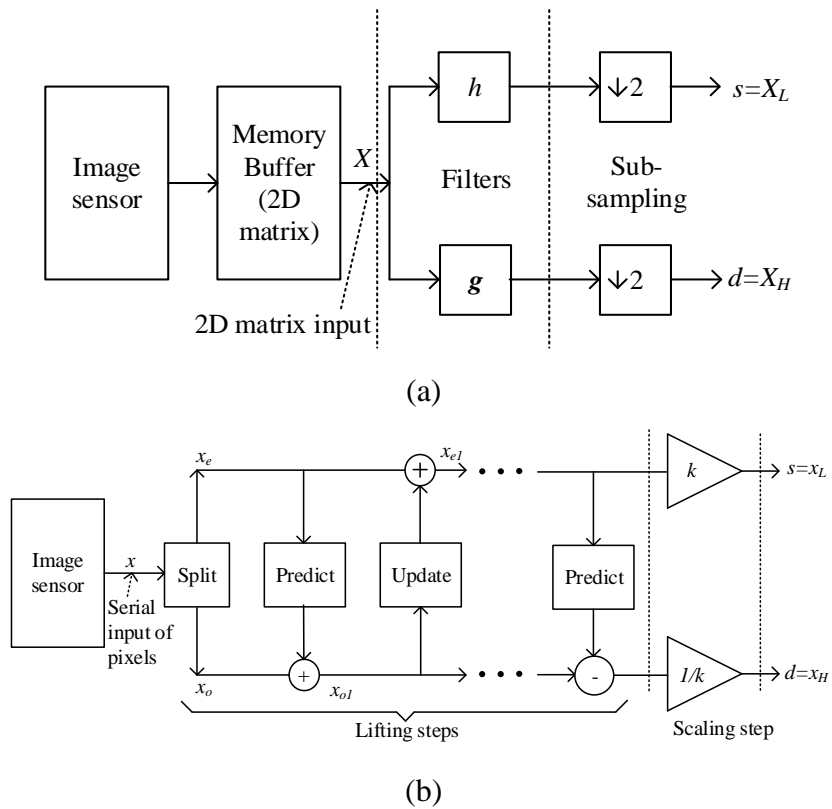 Image
sensor
Memory
Buffer
(2D
matrix)
X
2D matrix input
h
Filters
g
↓2
Sub-
sampling
↓2
s=X_L
d=X_H
(a)
Image
sensor
x
Serial
input of
pixels
x_e
Split
x_o
Predict
+
x_o1
+
x_e1
Update
• • •
• • •
Predict
-
k
1/k
s=x_L
d=x_H
Lifting steps
Scaling step
(b)